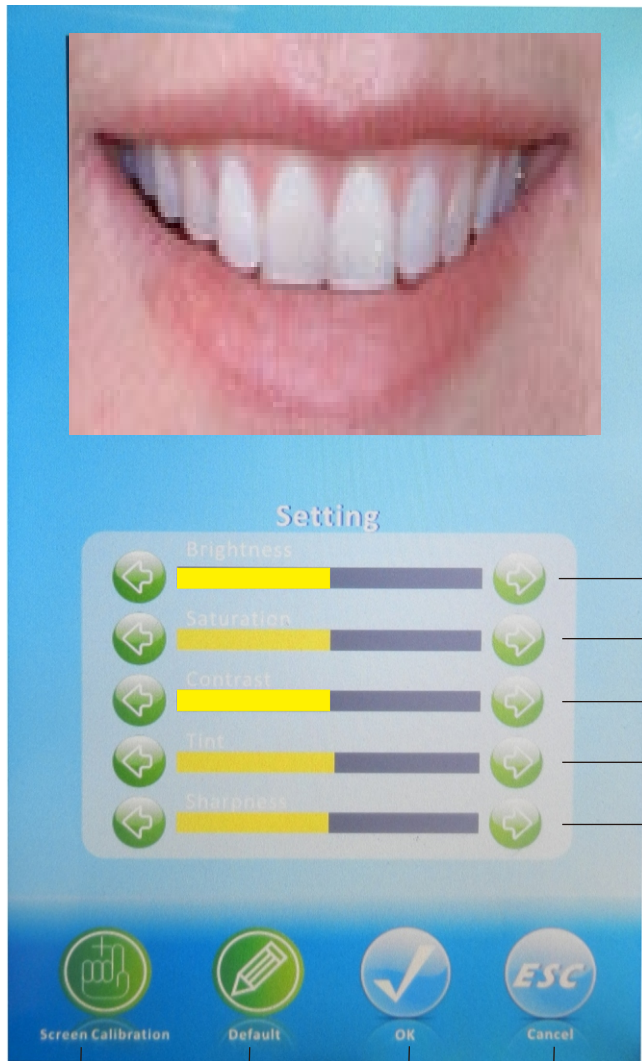 Setting
Brightness
Saturation
Contrast
Tint
Sharpness
ESC
Screen Calibration
Default
OK
Cancel